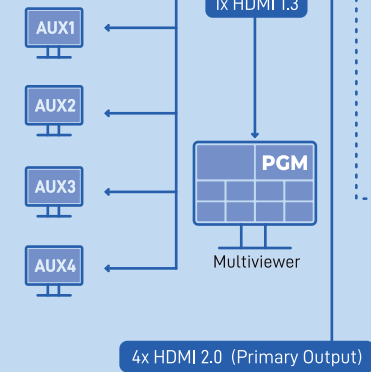 1x HDMI 1.3
AUX1
AUX2
PGM
AUX3
AUX4
Multiviewer
4x HDMI 2.0 (Primary Output)